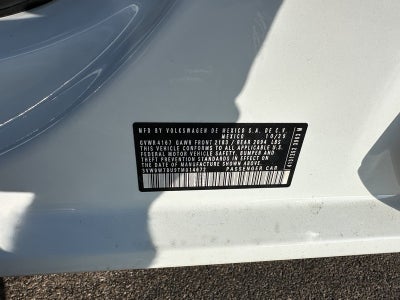 MFD BY VOLKSWAGEN DE MEXICO S.A. DE C.V.
MEXICO
GVWR 4167 GAWR FRONT 2183 / REAR 2094 LBS
THIS VEHICLE CONFORMS TO ALL APPLICABLE U.S.
FEDERAL MOTOR VEHICLE SAFETY, BUMPER AND
THEFT PREVENTION STANDARDS IN EFFECT ON THE
DATE OF MANUFACTURE SHOWN ABOVE.
PASSENGER CAR